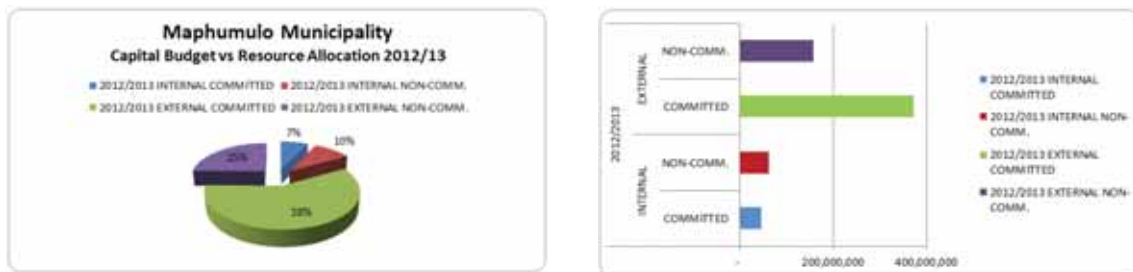 Maphumulo Municipality
Capital Budget vs Resource Allocation 2012/13
2012/2013 INTERNAL COMMITTED 2012/2013 INTERNAL NON-COMM.
2012/2013 EXTERNAL COMMITTED 2012/2013 EXTERNAL NON-COMM.
7%
10%
25%
58%
2012/2013
EXTERNAL
NON-COMM.
COMMITTED
INTERNAL
NON-COMM.
COMMITTED
-
200,000,000
400,000,000
2012/2013 INTERNAL
COMMITTED
2012/2013 INTERNAL NON-
COMM.
2012/2013 EXTERNAL
COMMITTED
2012/2013 EXTERNAL NON-
COMM.